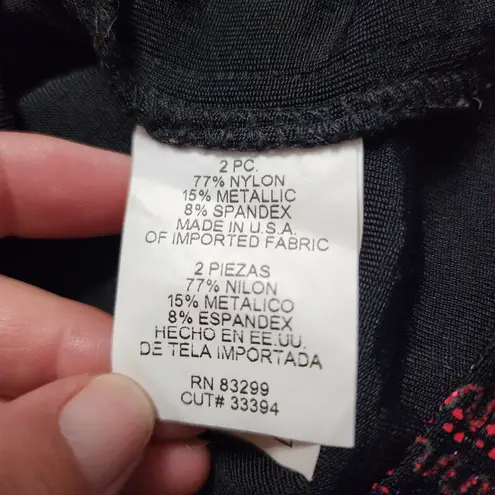 2 PC.
77% NYLON
15% METALLIC
8% SPANDEX
MADE IN U.S.A.
OF IMPORTED FABRIC
2 PIEZAS
77% NILON
15% METALICO
8% ESPANDEX
HECHO EN EE.UU.
DE TELA IMPORTADA
RN 83299
CUT# 33394